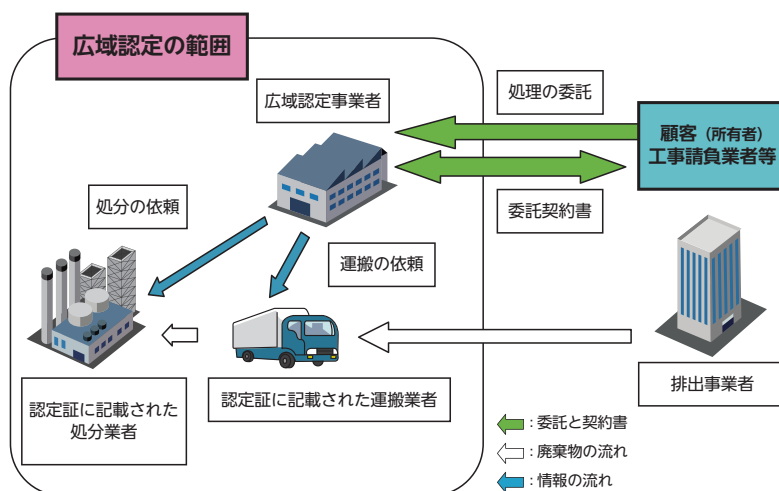 広域認定の範囲
広域認定事業者
処理の委託
顧客（所有者）
工事請負業者等
委託契約書
処分の依頼
運搬の依頼
排出事業者
認定証に記載された
処分業者
認定証に記載された運搬業者
：委託と契約書
：廃棄物の流れ
：情報の流れ